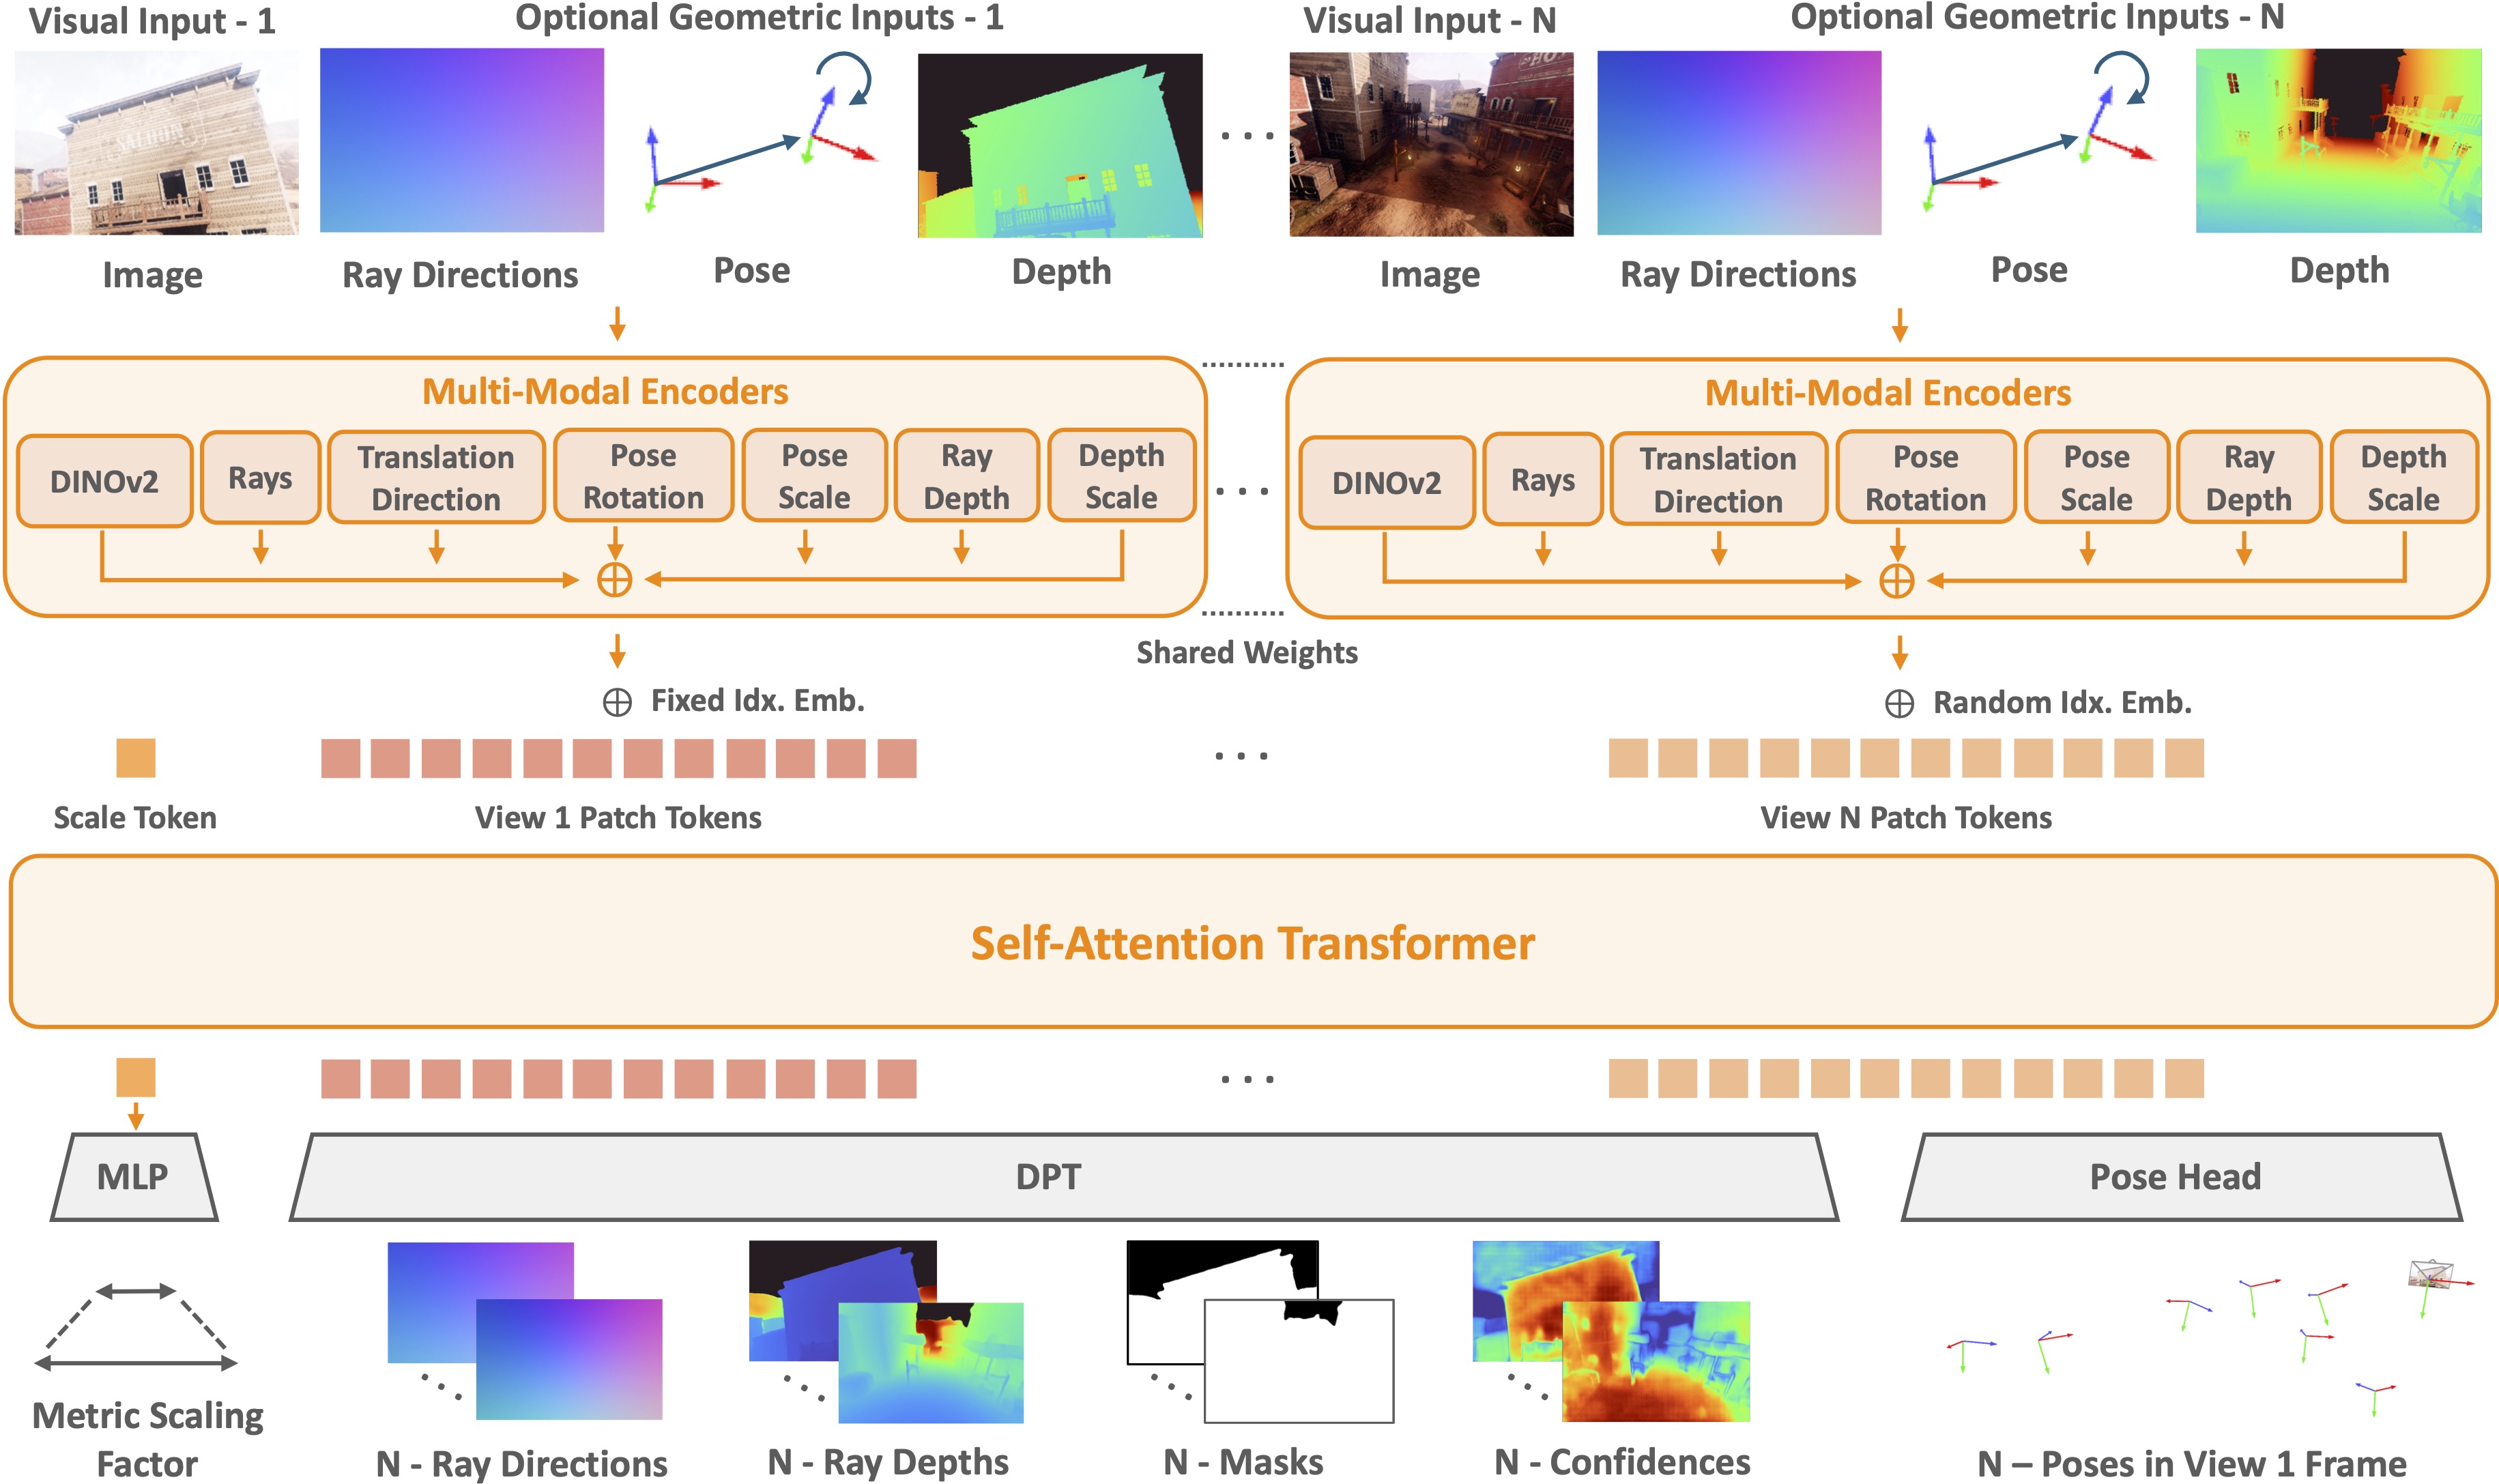 Visual Input - 1
Optional Geometric Inputs - 1
Visual Input - N
Optional Geometric Inputs - N
SALOON
Image
Ray Directions
Pose
Depth
Image
Ray Directions
Pose
Depth
Multi-Modal Encoders
DINOv2
Rays
Translation
Direction
Pose
Rotation
Pose
Scale
Ray
Depth
Depth
Scale
Multi-Modal Encoders
DINOv2
Rays
Translation
Direction
Pose
Rotation
Pose
Scale
Ray
Depth
Depth
Scale
Shared Weights
Fixed Idx. Emb.
Random Idx. Emb.
Scale Token
View 1 Patch Tokens
View N Patch Tokens
Self-Attention Transformer
MLP
DPT
Pose Head
Metric Scaling
Factor
N - Ray Directions
N - Ray Depths
N - Masks
N - Confidences
N – Poses in View 1 Frame